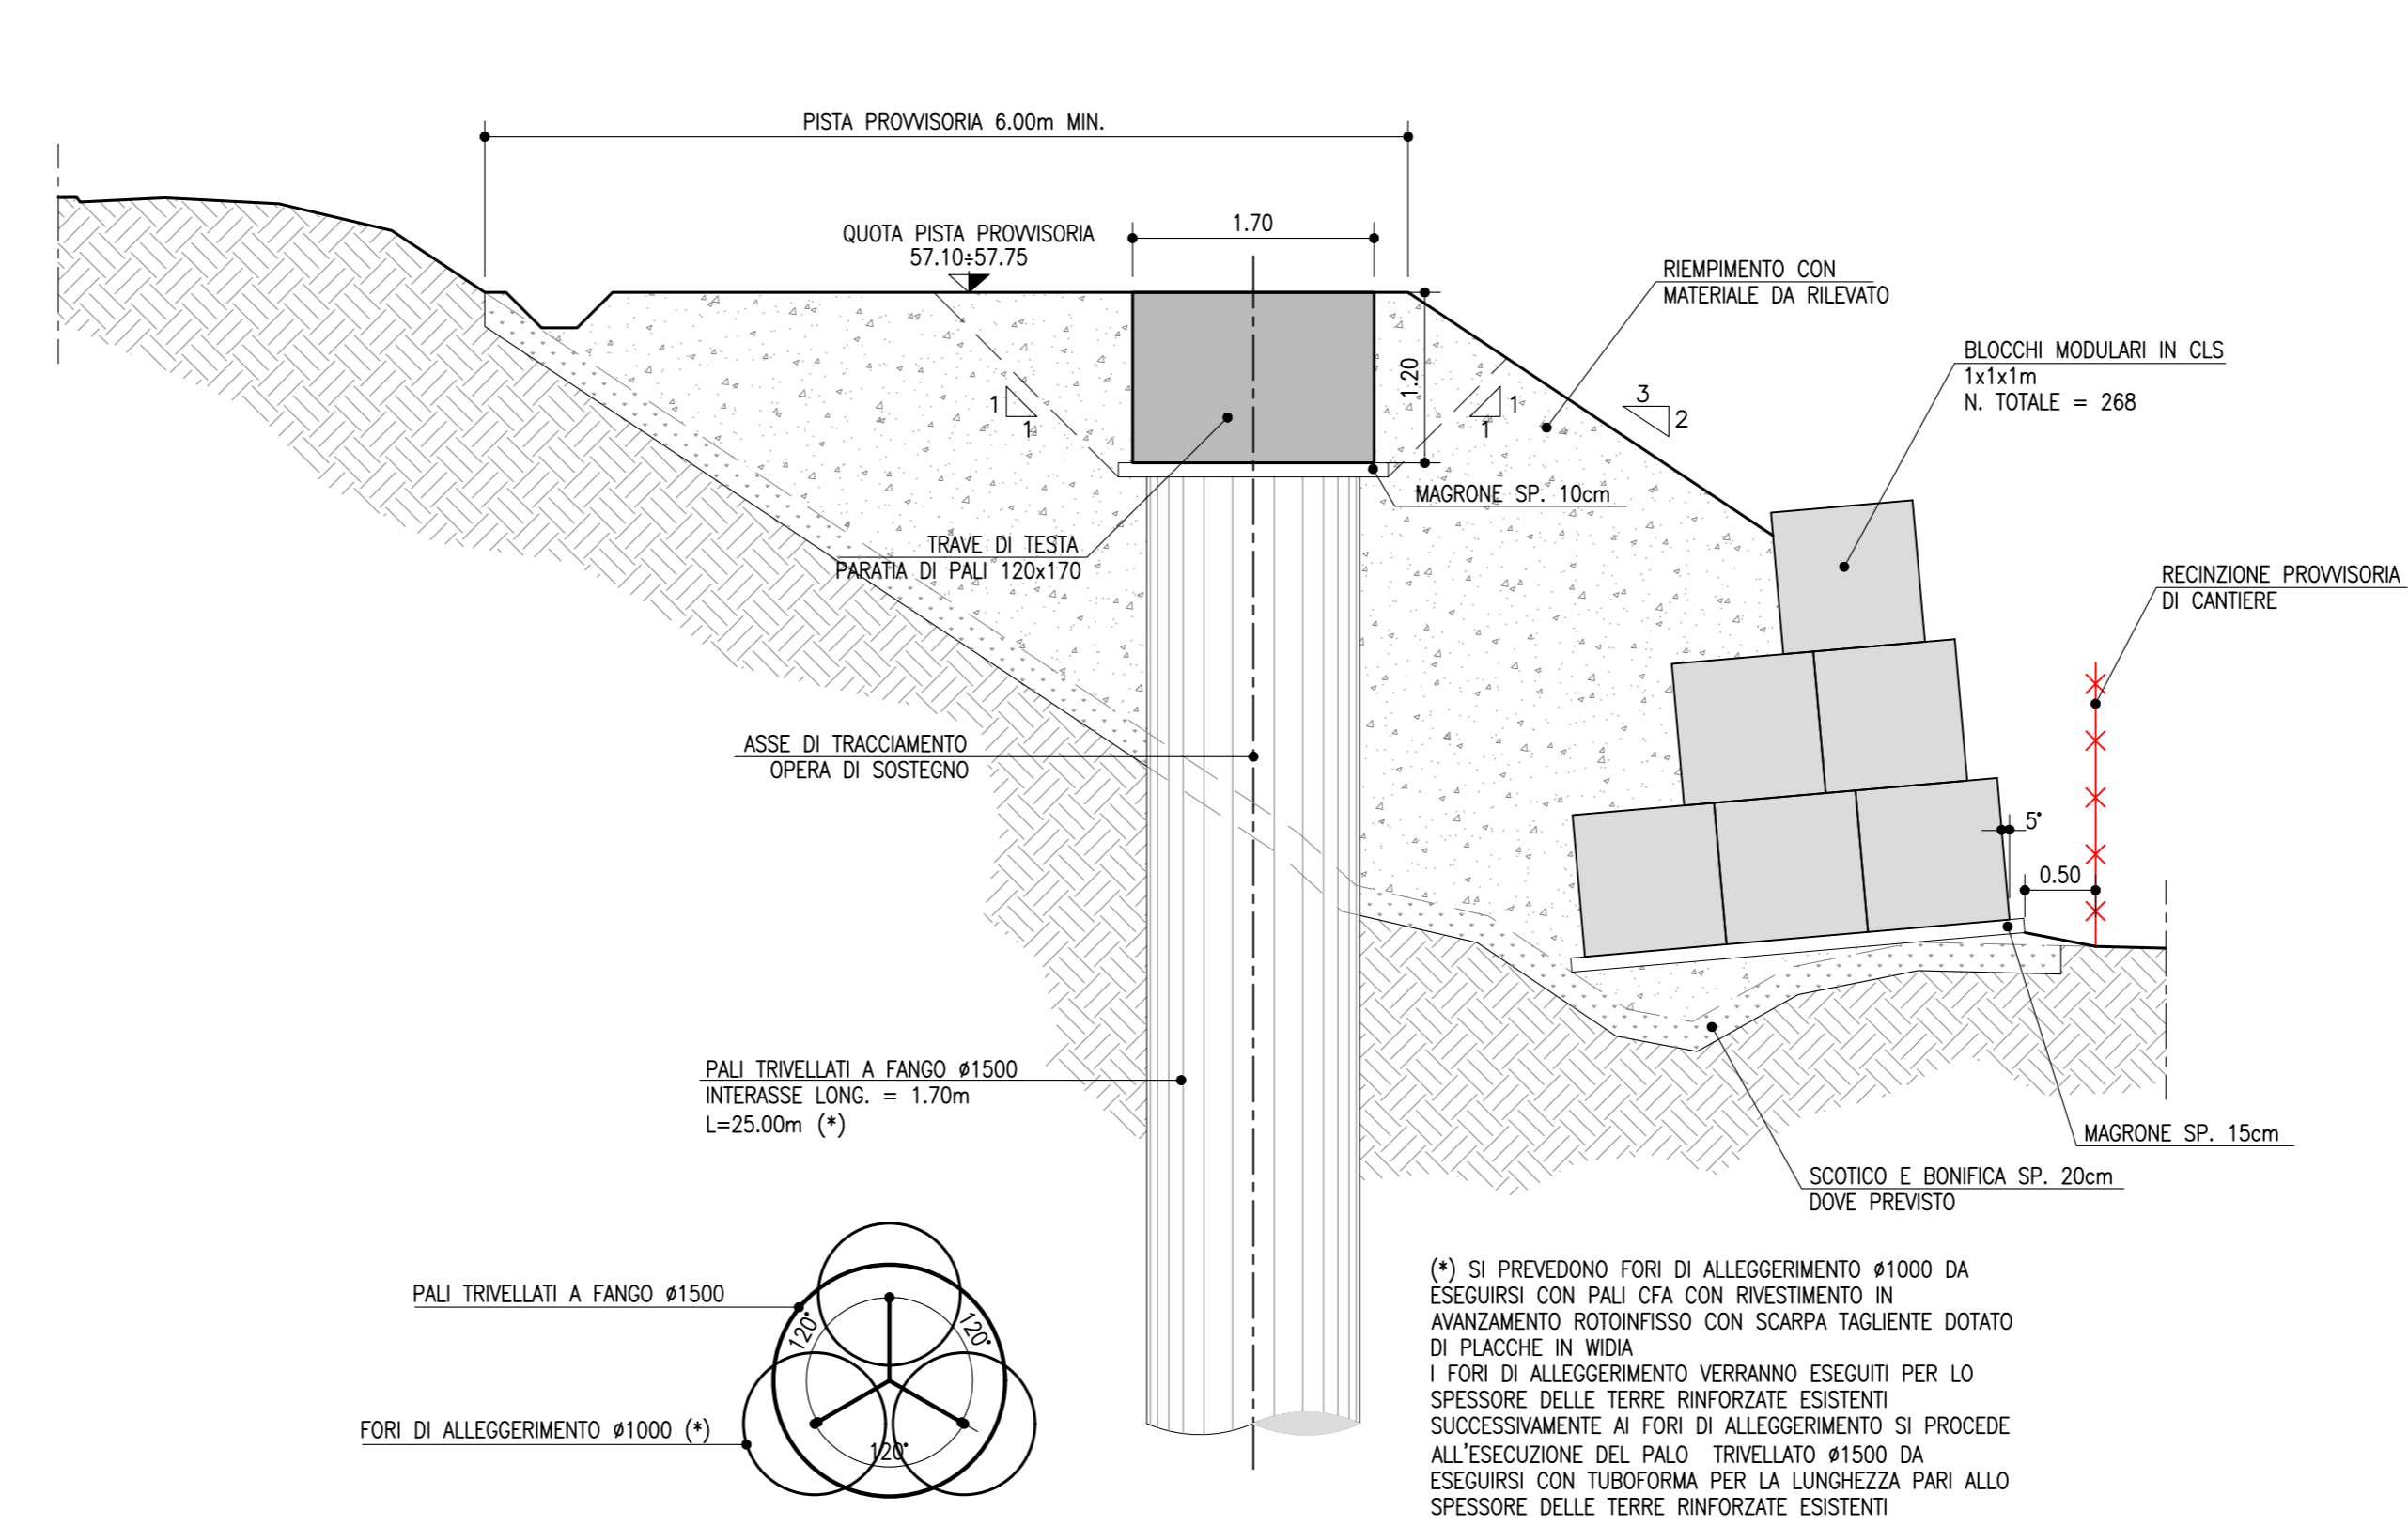 PISTA PROVVISORIA 6.00m MIN.
1.70
QUOTA PISTA PROVVISORIA
57.10÷57.75
RIEMPIMENTO CON
MATERIALE DA RILEVATO
BLOCCHI MODULARI IN CLS
1x1x1m
N. TOTALE = 268
1.20
3
2
1
1
1
1
MAGRONE SP. 10cm
TRAVE DI TESTA
PARATIA DI PALI 120x170
RECINZIONE PROVVISORIA
DI CANTIERE
ASSE DI TRACCIAMENTO
OPERA DI SOSTEGNO
5°
0.50
PALI TRIVELLATI A FANGO ø1500
INTERASSE LONG. = 1.70m
L=25.00m (*)
MAGRONE SP. 15cm
SCOTICO E BONIFICA SP. 20cm
DOVE PREVISTO
PALI TRIVELLATI A FANGO ø1500
120°
120°
120°
FORI DI ALLEGGERIMENTO ø1000 (*)
(*) SI PREVEDONO FORI DI ALLEGGERIMENTO ø1000 DA
ESEGUIRSI CON PALI CFA CON RIVESTIMENTO IN
AVANZAMENTO ROTOINFISSO CON SCARPA TAGLIENTE DOTATO
DI PLACCHE IN WIDIA
I FORI DI ALLEGGERIMENTO VERRANNO ESEGUITI PER LO
SPESSORE DELLE TERRE RINFORZATE ESISTENTI
SUCCESSIVAMENTE AI FORI DI ALLEGGERIMENTO SI PROCEDE
ALL'ESECUZIONE DEL PALO TRIVELLATO ø1500 DA
ESEGUIRSI CON TUBOFORMA PER LA LUNGHEZZA PARI ALLO
SPESSORE DELLE TERRE RINFORZATE ESISTENTI